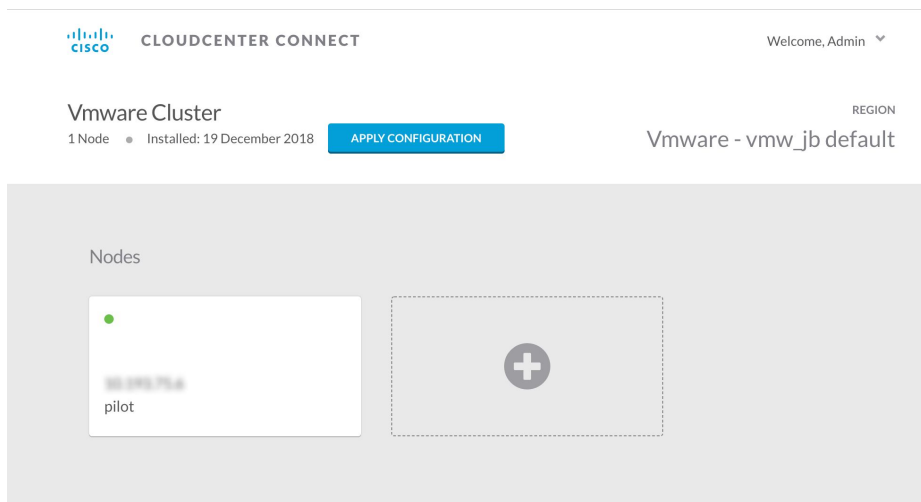 CISCO
CLOUDCENTER CONNECT
Welcome, Admin
Vmware Cluster
1 Node • Installed: 19 December 2018
APPLY CONFIGURATION
REGION
Vmware - vmw_jb default
Nodes
pilot